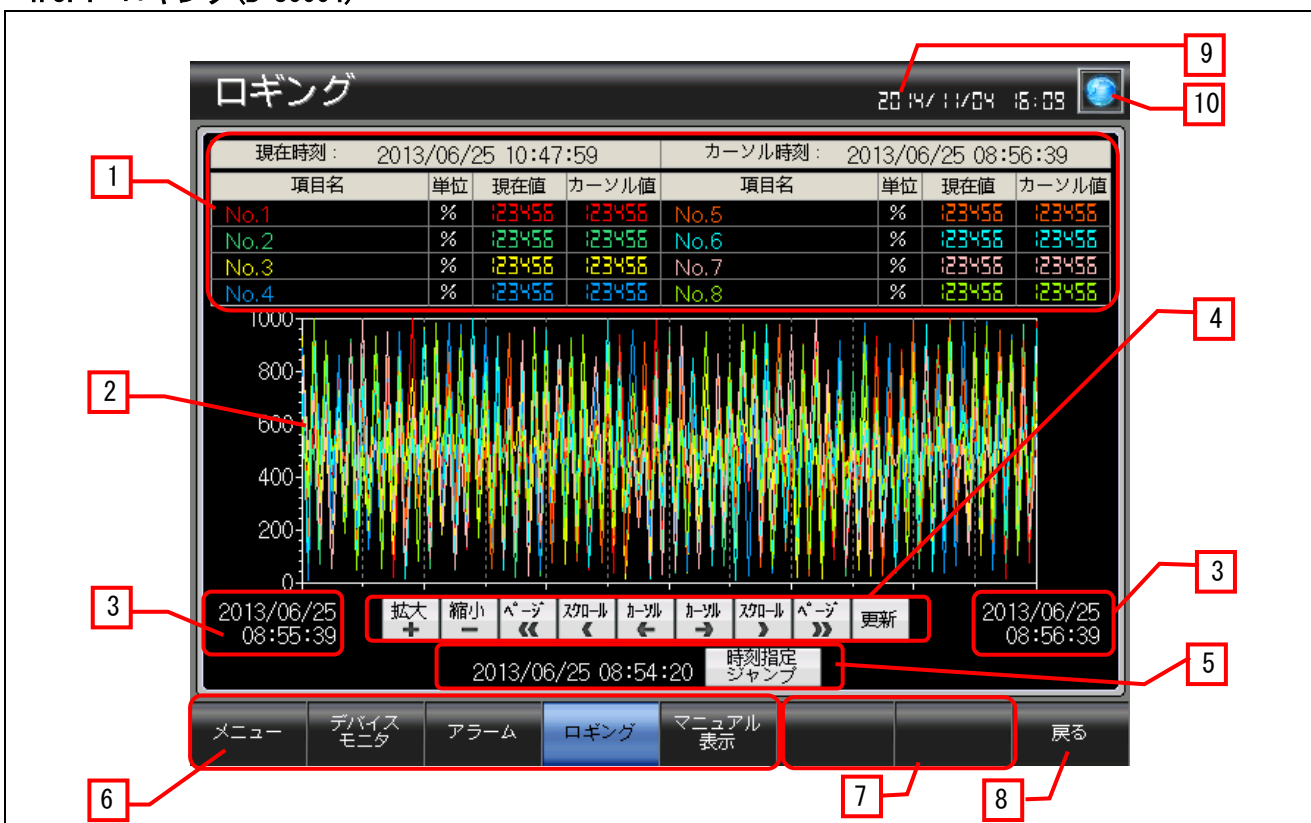 9
ロギング
2014/11/04 16:09
10
1
現在時刻： 2013/06/25 10:47:59 カーソル時刻： 2013/06/25 08:56:39
項目名 単位 現在値 カーソル値 項目名 単位 現在値 カーソル値
No.1 % 123456 123456 No.5 % 123456 123456
No.2 % 123456 123456 No.6 % 123456 123456
No.3 % 123456 123456 No.7 % 123456 123456
No.4 % 123456 123456 No.8 % 123456 123456
4
1000
800
2
600
400
200
0
3
3
2013/06/25
08:55:39
拡大 +
縮小 −
ページ ≪
スクロール ‹
カーソル ←
カーソル →
スクロール ›
ページ ≫
更新
2013/06/25
08:56:39
5
2013/06/25 08:54:20
時刻指定
ジャンプ
メニュー
デバイス
モニタ
アラーム
ロギング
マニュアル
表示
戻る
6
7
8